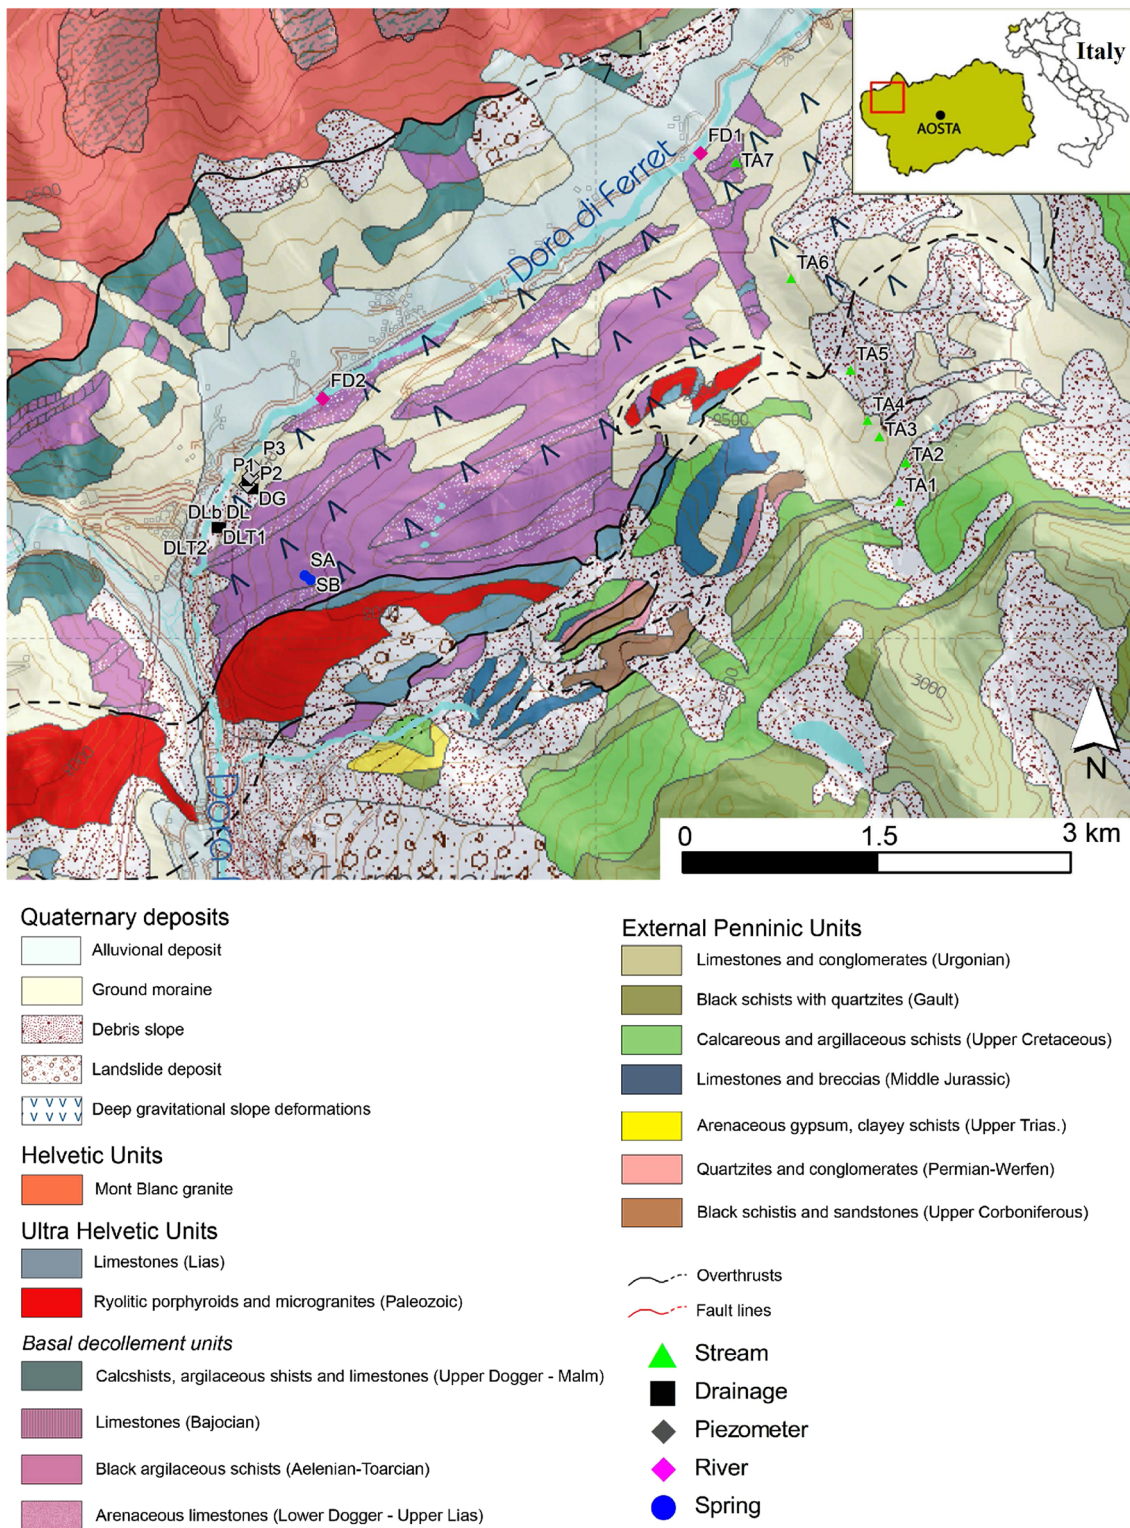 Italy
AOSTA
FD1
TA7
Dora di Ferret
TA6
TA5
FD2
TA4
TA3
2500
P3
TA2
P1
P2
DG
TA1
DLb DL
DLT1
DLT2
SA
SB
3000
N
Dora
0 1.5 3 km
Quaternary deposits
Alluvional deposit
Ground moraine
Debris slope
Landslide deposit
Deep gravitational slope deformations
Helvetic Units
Mont Blanc granite
Ultra Helvetic Units
Limestones (Lias)
Ryolitic porphyroids and microgranites (Paleozoic)
Basal decollement units
Calcshists, argilaceous shists and limestones (Upper Dogger - Malm)
Limestones (Bajocian)
Black argilaceous schists (Aelenian-Toarcian)
Arenaceous limestones (Lower Dogger - Upper Lias)
External Penninic Units
Limestones and conglomerates (Urgonian)
Black schists with quartzites (Gault)
Calcareous and argillaceous schists (Upper Cretaceous)
Limestones and breccias (Middle Jurassic)
Arenaceous gypsum, clayey schists (Upper Trias.)
Quartzites and conglomerates (Permian-Werfen)
Black schistis and sandstones (Upper Corboniferous)
Overthrusts
Fault lines
Stream
Drainage
Piezometer
River
Spring